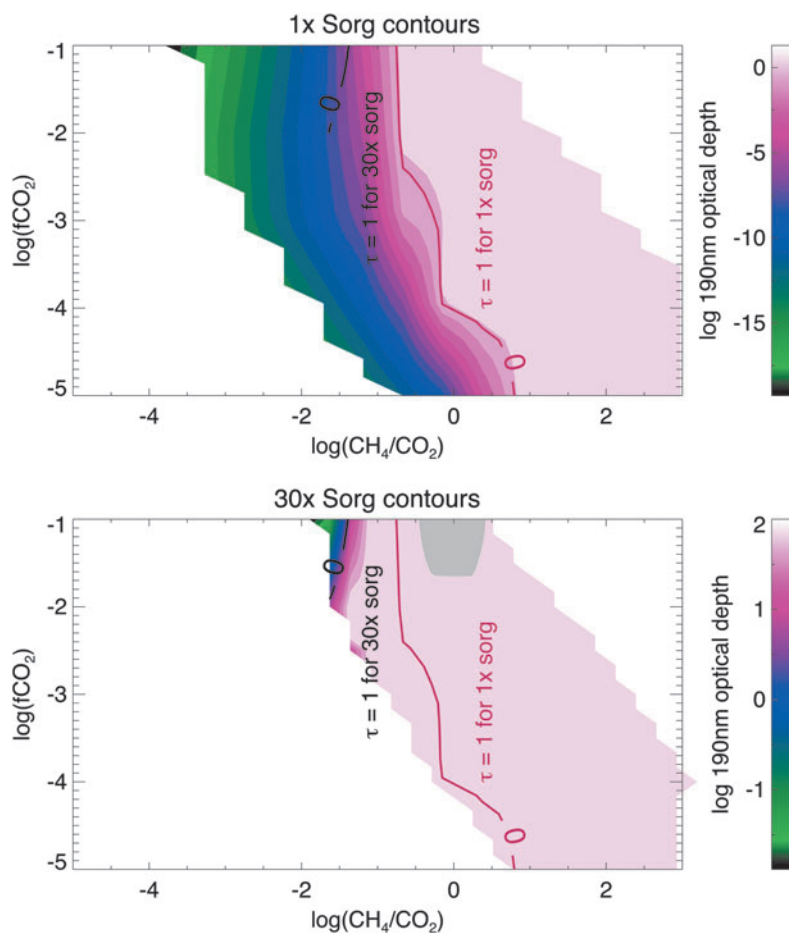 1x Sorg contours
-1
-2
-3
-4
-5
log(fCO₂)
0
τ = 1 for 30x sorg
τ = 1 for 1x sorg
0
-4
-2
0
2
log(CH₄/CO₂)
0
-5
-10
-15
log 190nm optical depth
30x Sorg contours
-1
-2
-3
-4
-5
log(fCO₂)
0
τ = 1 for 30x sorg
τ = 1 for 1x sorg
0
-4
-2
0
2
log(CH₄/CO₂)
2
1
0
-1
log 190nm optical depth